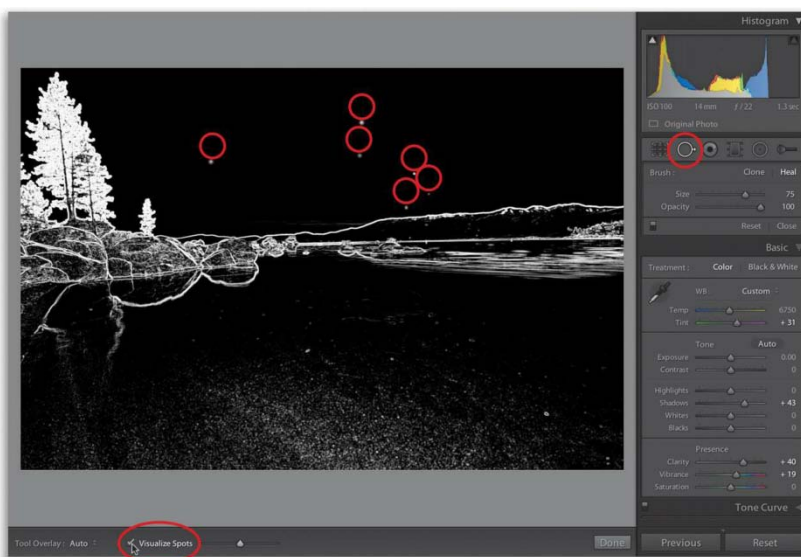 Histogram
ISO 100 14 mm ƒ / 22 1.3 sec
Original Photo
Brush : Clone Heal
Size 75
Opacity 100
Reset Close
Basic
Treatment : Color Black & White
WB : Custom
Temp 6750
Tint + 31
Tone Auto
Exposure 0.00
Contrast 0
Highlights 0
Shadows + 43
Whites 0
Blacks 0
Presence
Clarity + 40
Vibrance + 19
Saturation 0
Tone Curve
Tool Overlay : Auto Visualize Spots Done
Previous Reset